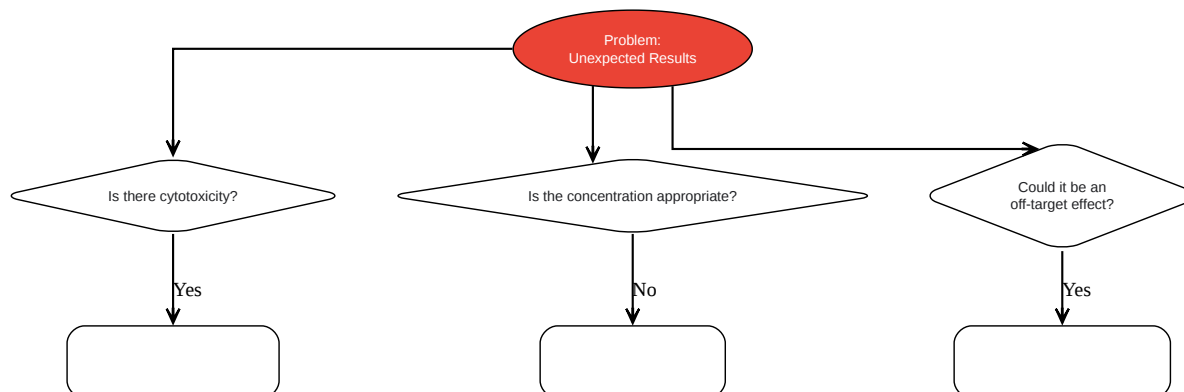 Problem:
Unexpected Results
Is there cytotoxicity?
Is the concentration appropriate?
Could it be an
off-target effect?
Yes
No
Yes